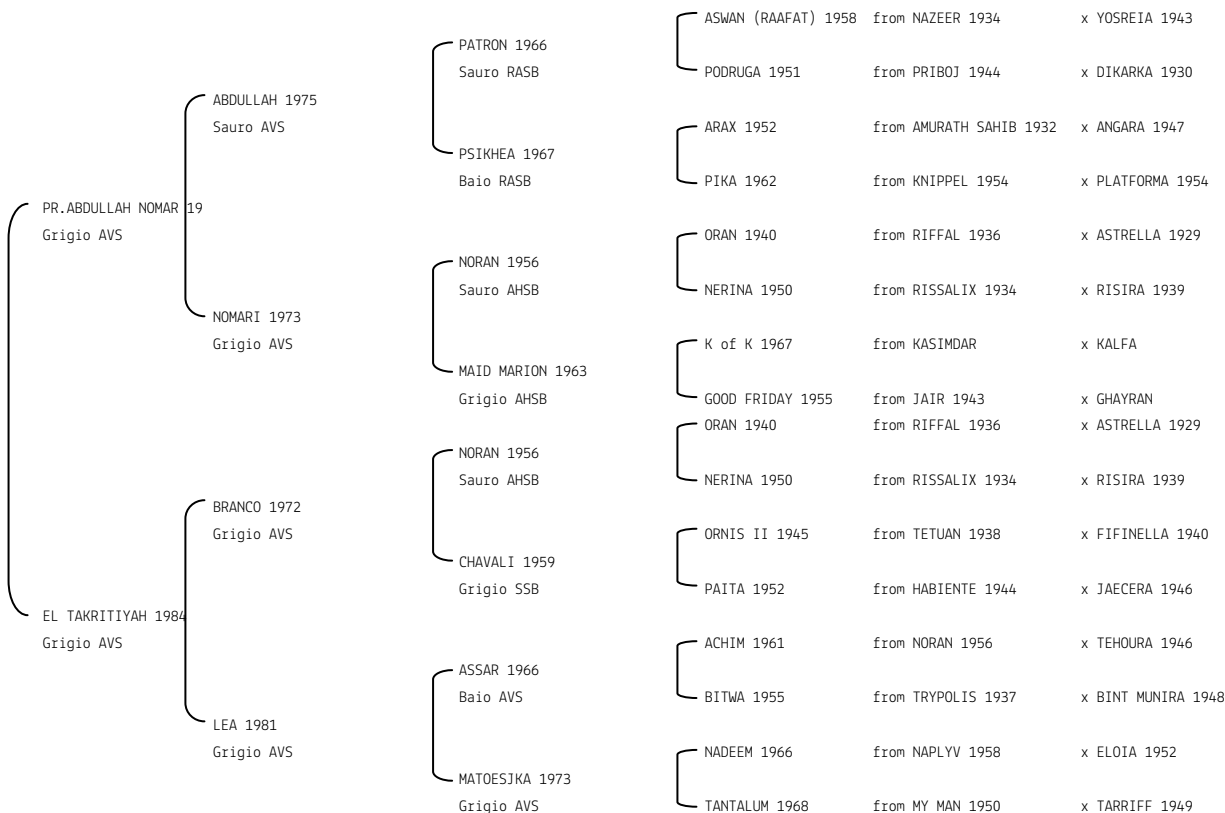 ASWAN (RAAFAT) 1958 from NAZEER 1934 x YOSREIA 1943
PATRON 1966
Sauro RASB
PODRUGA 1951 from PRIBOJ 1944 x DIKARKA 1930
ABDULLAH 1975
Sauro AVS
ARAX 1952 from AMURATH SAHIB 1932 x ANGARA 1947
PSIKHEA 1967
Baio RASB
PIKA 1962 from KNIPPEL 1954 x PLATFORMA 1954
PR.ABDULLAH NOMAR 19
Grigio AVS
ORAN 1940 from RIFFAL 1936 x ASTRELLA 1929
NORAN 1956
Sauro AHSB
NERINA 1950 from RISSALIX 1934 x RISIRA 1939
NOMARI 1973
Grigio AVS
K of K 1967 from KASIMDAR x KALFA
MAID MARION 1963
Grigio AHSB
GOOD FRIDAY 1955 from JAIR 1943 x GHAYRAN
ORAN 1940 from RIFFAL 1936 x ASTRELLA 1929
NORAN 1956
Sauro AHSB
NERINA 1950 from RISSALIX 1934 x RISIRA 1939
BRANCO 1972
Grigio AVS
ORNIS II 1945 from TETUAN 1938 x FIFINELLA 1940
CHAVALI 1959
Grigio SSB
PAITA 1952 from HABIENTE 1944 x JAECERA 1946
EL TAKRITIYAH 1984
Grigio AVS
ACHIM 1961 from NORAN 1956 x TEHOURA 1946
ASSAR 1966
Baio AVS
BITWA 1955 from TRYPOLIS 1937 x BINT MUNIRA 1948
LEA 1981
Grigio AVS
NADEEM 1966 from NAPLYV 1958 x ELOIA 1952
MATOESJKA 1973
Grigio AVS
TANTALUM 1968 from MY MAN 1950 x TARRIFF 1949